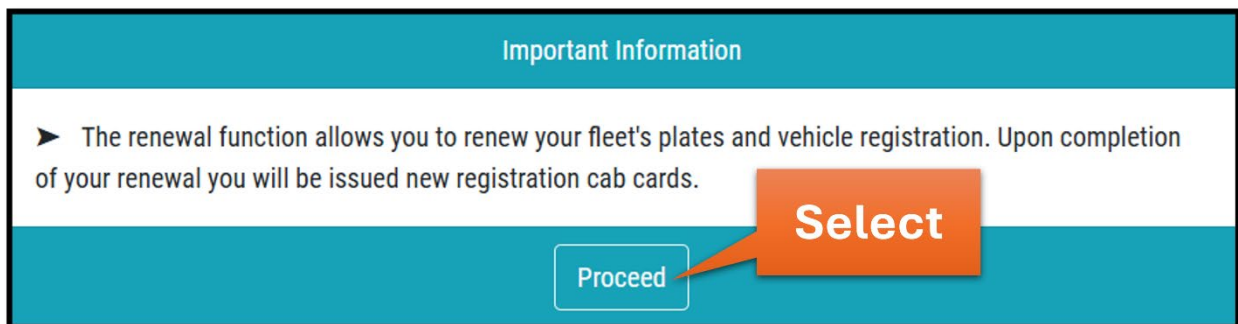 Important Information
➤ The renewal function allows you to renew your fleet's plates and vehicle registration. Upon completion
of your renewal you will be issued new registration cab cards.
Select
Proceed